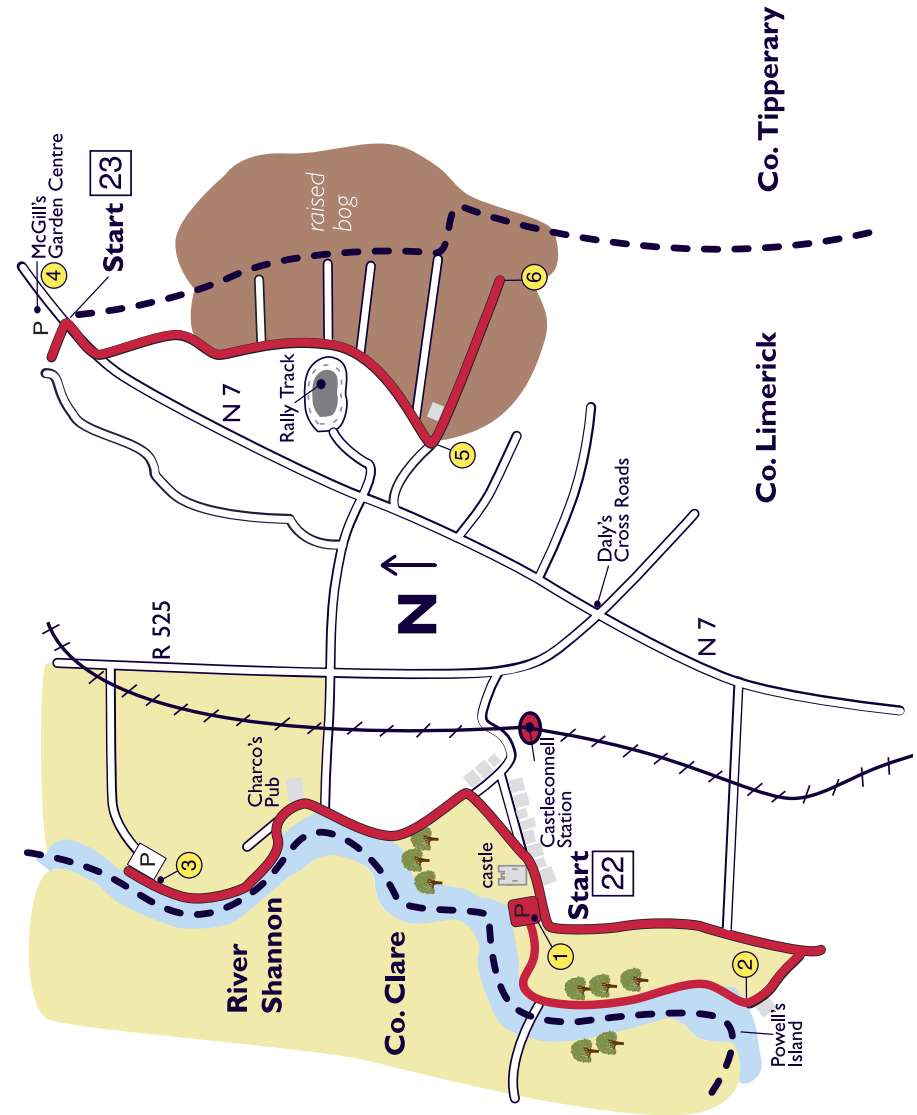 McGill's
Garden Centre
P
4
Start 23
Co. Tipperary
raised
bog
N 7
Rally Track
6
5
Co. Limerick
Daly's
Cross Roads
N
R 525
N 7
Charco's
Pub
P
3
Castleconnell
Station
castle
Start 22
P
1
River
Shannon
Co. Clare
2
Powell's
Island